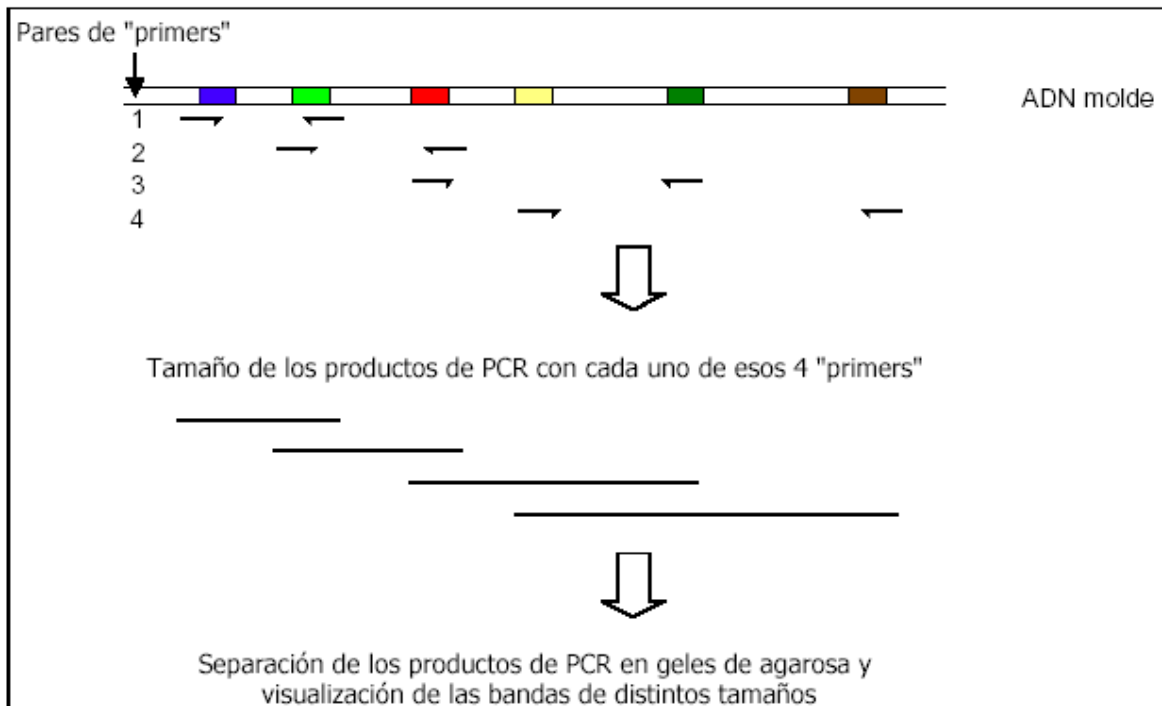 Pares de "primers"
ADN molde
1
2
3
4
Tamaño de los productos de PCR con cada uno de esos 4 "primers"
Separación de los productos de PCR en geles de agarosa y
visualización de las bandas de distintos tamaños